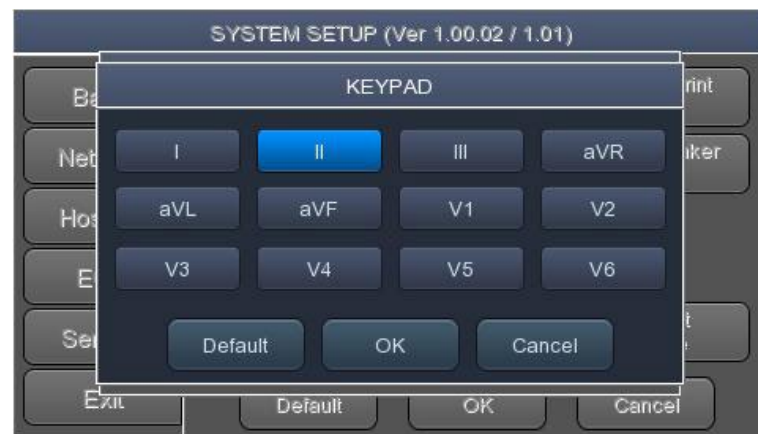 SYSTEM SETUP (Ver 1.00.02 / 1.01)
KEYPAD
I II III aVR
aVL aVF V1 V2
V3 V4 V5 V6
Default OK Cancel
Exit Default OK Cancel